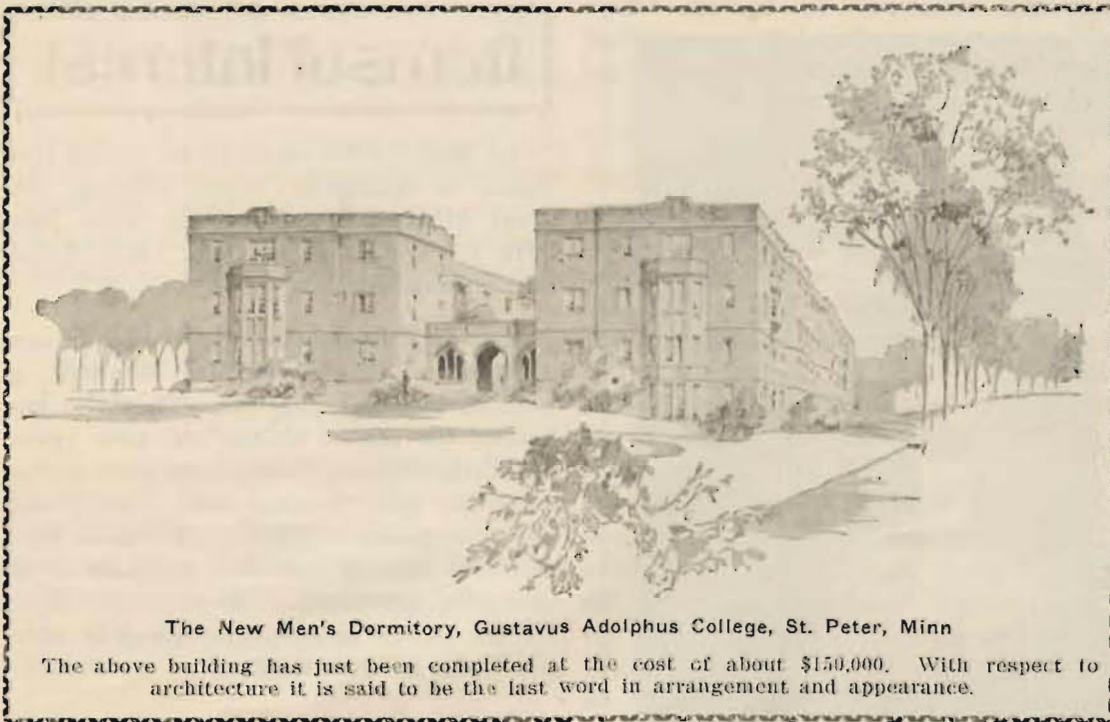 The New Men's Dormitory, Gustavus Adolphus College, St. Peter, Minn
The above building has just been completed at the cost of about $150,000. With respect to
architecture it is said to be the last word in arrangement and appearance.